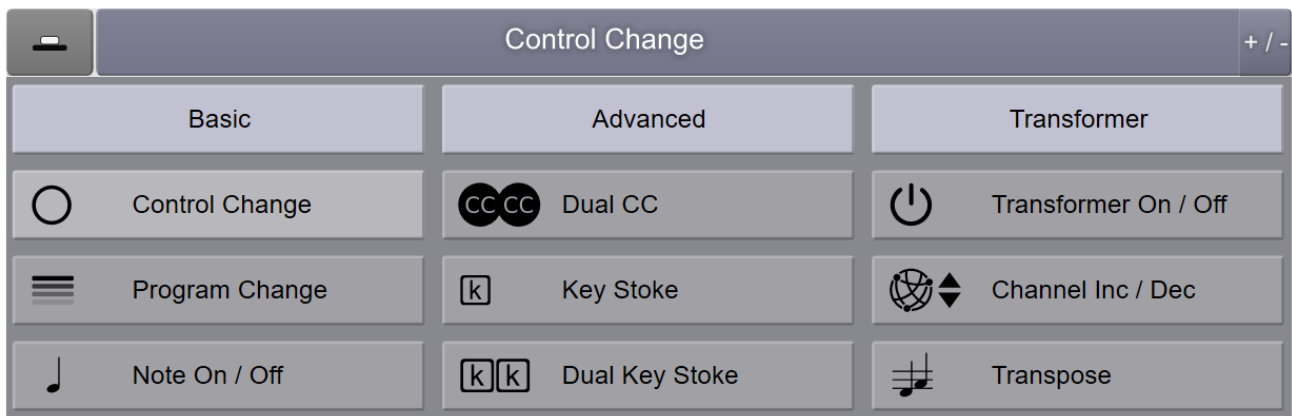 Control Change
+ / -
Basic Advanced Transformer
Control Change CC CC Dual CC Transformer On / Off
Program Change k Key Stoke Channel Inc / Dec
Note On / Off k k Dual Key Stoke Transpose